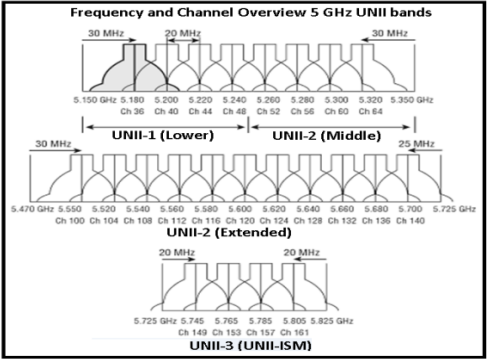 Frequency and Channel Overview 5 GHz UNII bands
30 MHz 20 MHz 30 MHz
5.150 GHz 5.180 5.200 5.220 5.240 5.260 5.280 5.300 5.320 5.350 GHz
Ch 36 Ch 40 Ch 44 Ch 48 Ch 52 Ch 56 Ch 60 Ch 64
UNII-1 (Lower) UNII-2 (Middle)
30 MHz 25 MHz
5.470 GHz 5.550 5.520 5.540 5.560 5.580 5.600 5.620 5.640 5.660 5.680 5.700 5.725 GHz
Ch 100 Ch 104 Ch 108 Ch 112 Ch 116 Ch 120 Ch 124 Ch 128 Ch 132 Ch 136 Ch 140
UNII-2 (Extended)
20 MHz 20 MHz
5.725 GHz 5.745 5.765 5.785 5.805 5.825 GHz
Ch 149 Ch 153 Ch 157 Ch 161
UNII-3 (UNII-ISM)